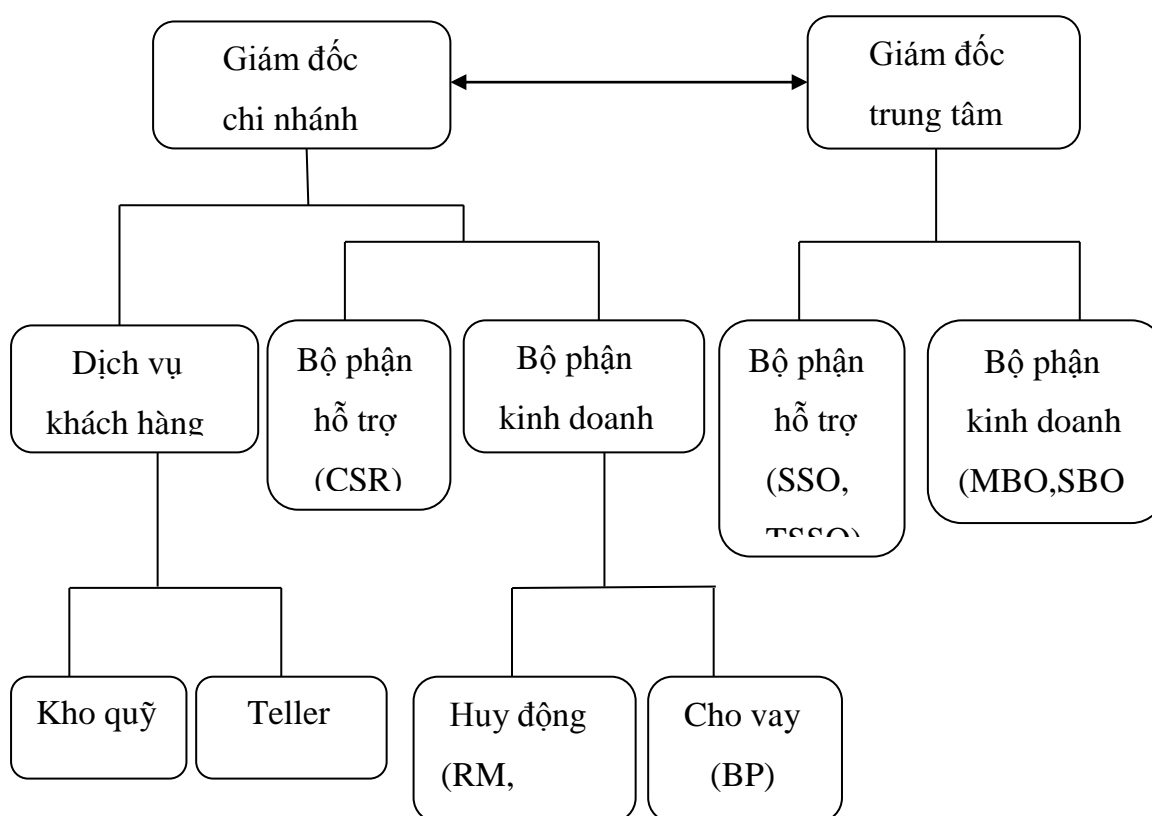 Giám đốc
chi nhánh
Giám đốc
trung tâm
Dịch vụ
khách hàng
Bộ phận
hỗ trợ
(CSR)
Bộ phận
kinh doanh
Bộ phận
hỗ trợ
(SSO,
TSSO)
Bộ phận
kinh doanh
(MBO,SBO
Kho quỹ
Teller
Huy động
(RM,
Cho vay
(BP)